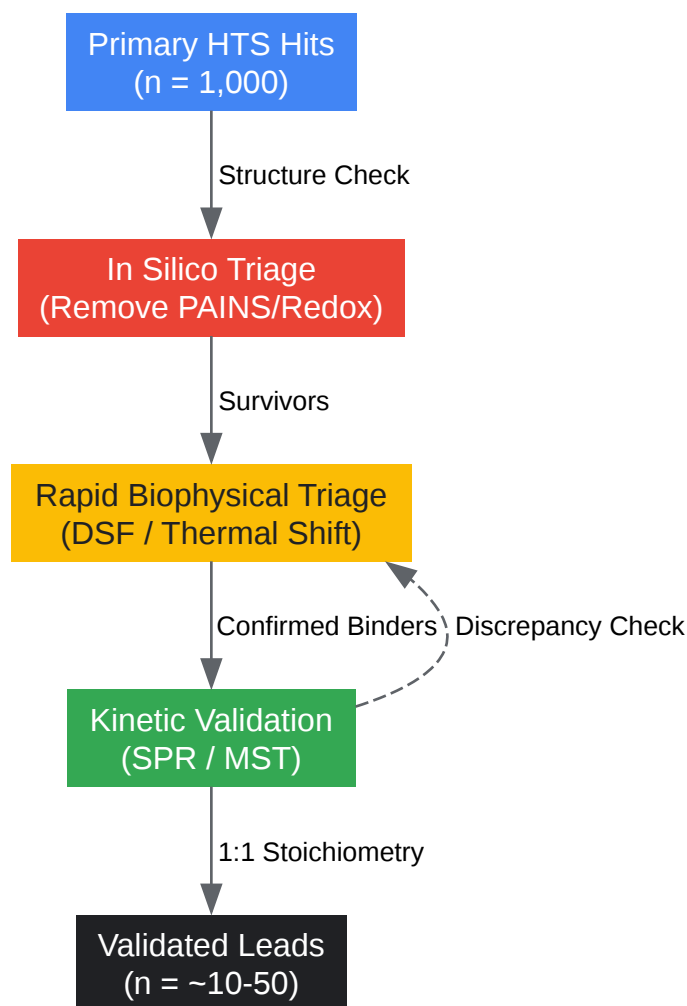 Primary HTS Hits
(n = 1,000)
Structure Check
In Silico Triage
(Remove PAINS/Redox)
Survivors
Rapid Biophysical Triage
(DSF / Thermal Shift)
Confirmed Binders
Discrepancy Check
Kinetic Validation
(SPR / MST)
1:1 Stoichiometry
Validated Leads
(n = ~10-50)